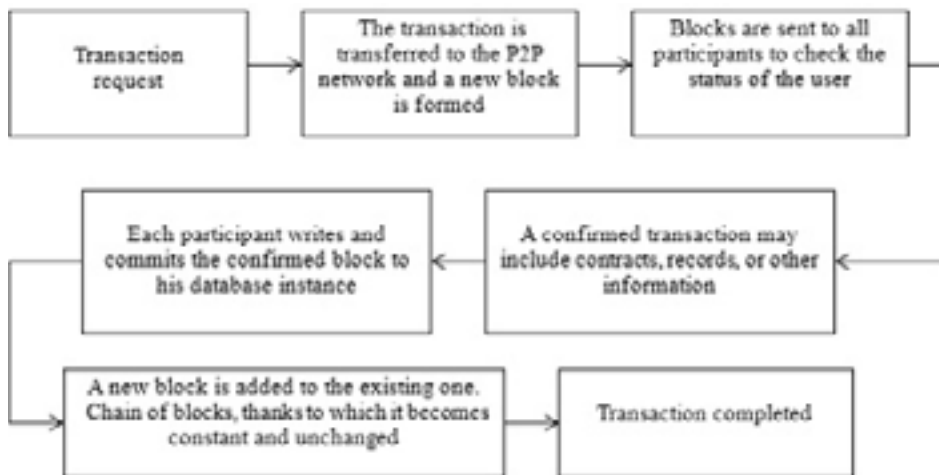 Transaction
request
The transaction is
transferred to the P2P
network and a new block
is formed
Blocks are sent to all
participants to check the
status of the user
A confirmed transaction may
include contracts, records, or other
information
Each participant writes and
commits the confirmed block to
his database instance
A new block is added to the existing one.
Chain of blocks, thanks to which it becomes
constant and unchanged
Transaction completed